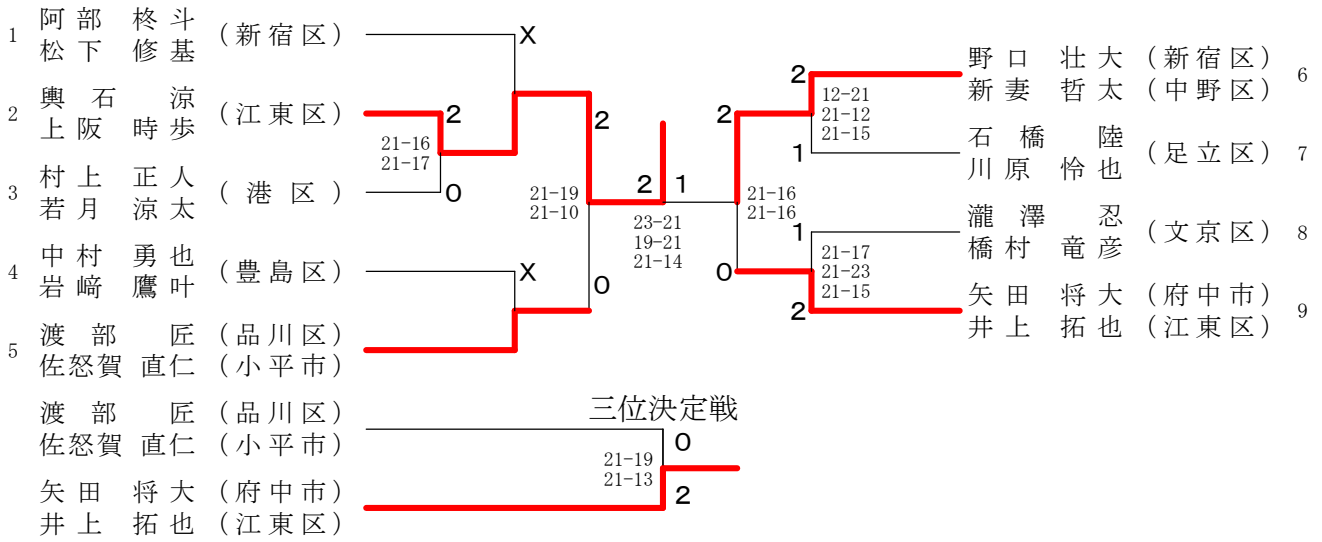 1 阿部 柊斗 (新宿区) X
松下 修基
2 輿石 涼 (江東区) 2
上阪 時歩
21-16
21-17
3 村上 正人 (港区) 0
若月 涼太
4 中村 勇也 (豊島区) X
岩﨑 鷹叶
5 渡部 匠 (品川区)
佐怒賀 直仁 (小平市)
2
21-19
21-10
0
2 1
23-21
19-21
21-14
2
21-16
21-16
0
野口 壮大 (新宿区) 6
新妻 哲太 (中野区)
2
12-21
21-12
21-15
1
石橋 陸 (足立区) 7
川原 怜也
瀧澤 忍 (文京区) 8
橋村 竜彦
1
21-17
21-23
21-15
2
矢田 将大 (府中市) 9
井上 拓也 (江東区)
三位決定戦
渡部 匠 (品川区) 0
佐怒賀 直仁 (小平市)
21-19
21-13
矢田 将大 (府中市) 2
井上 拓也 (江東区)